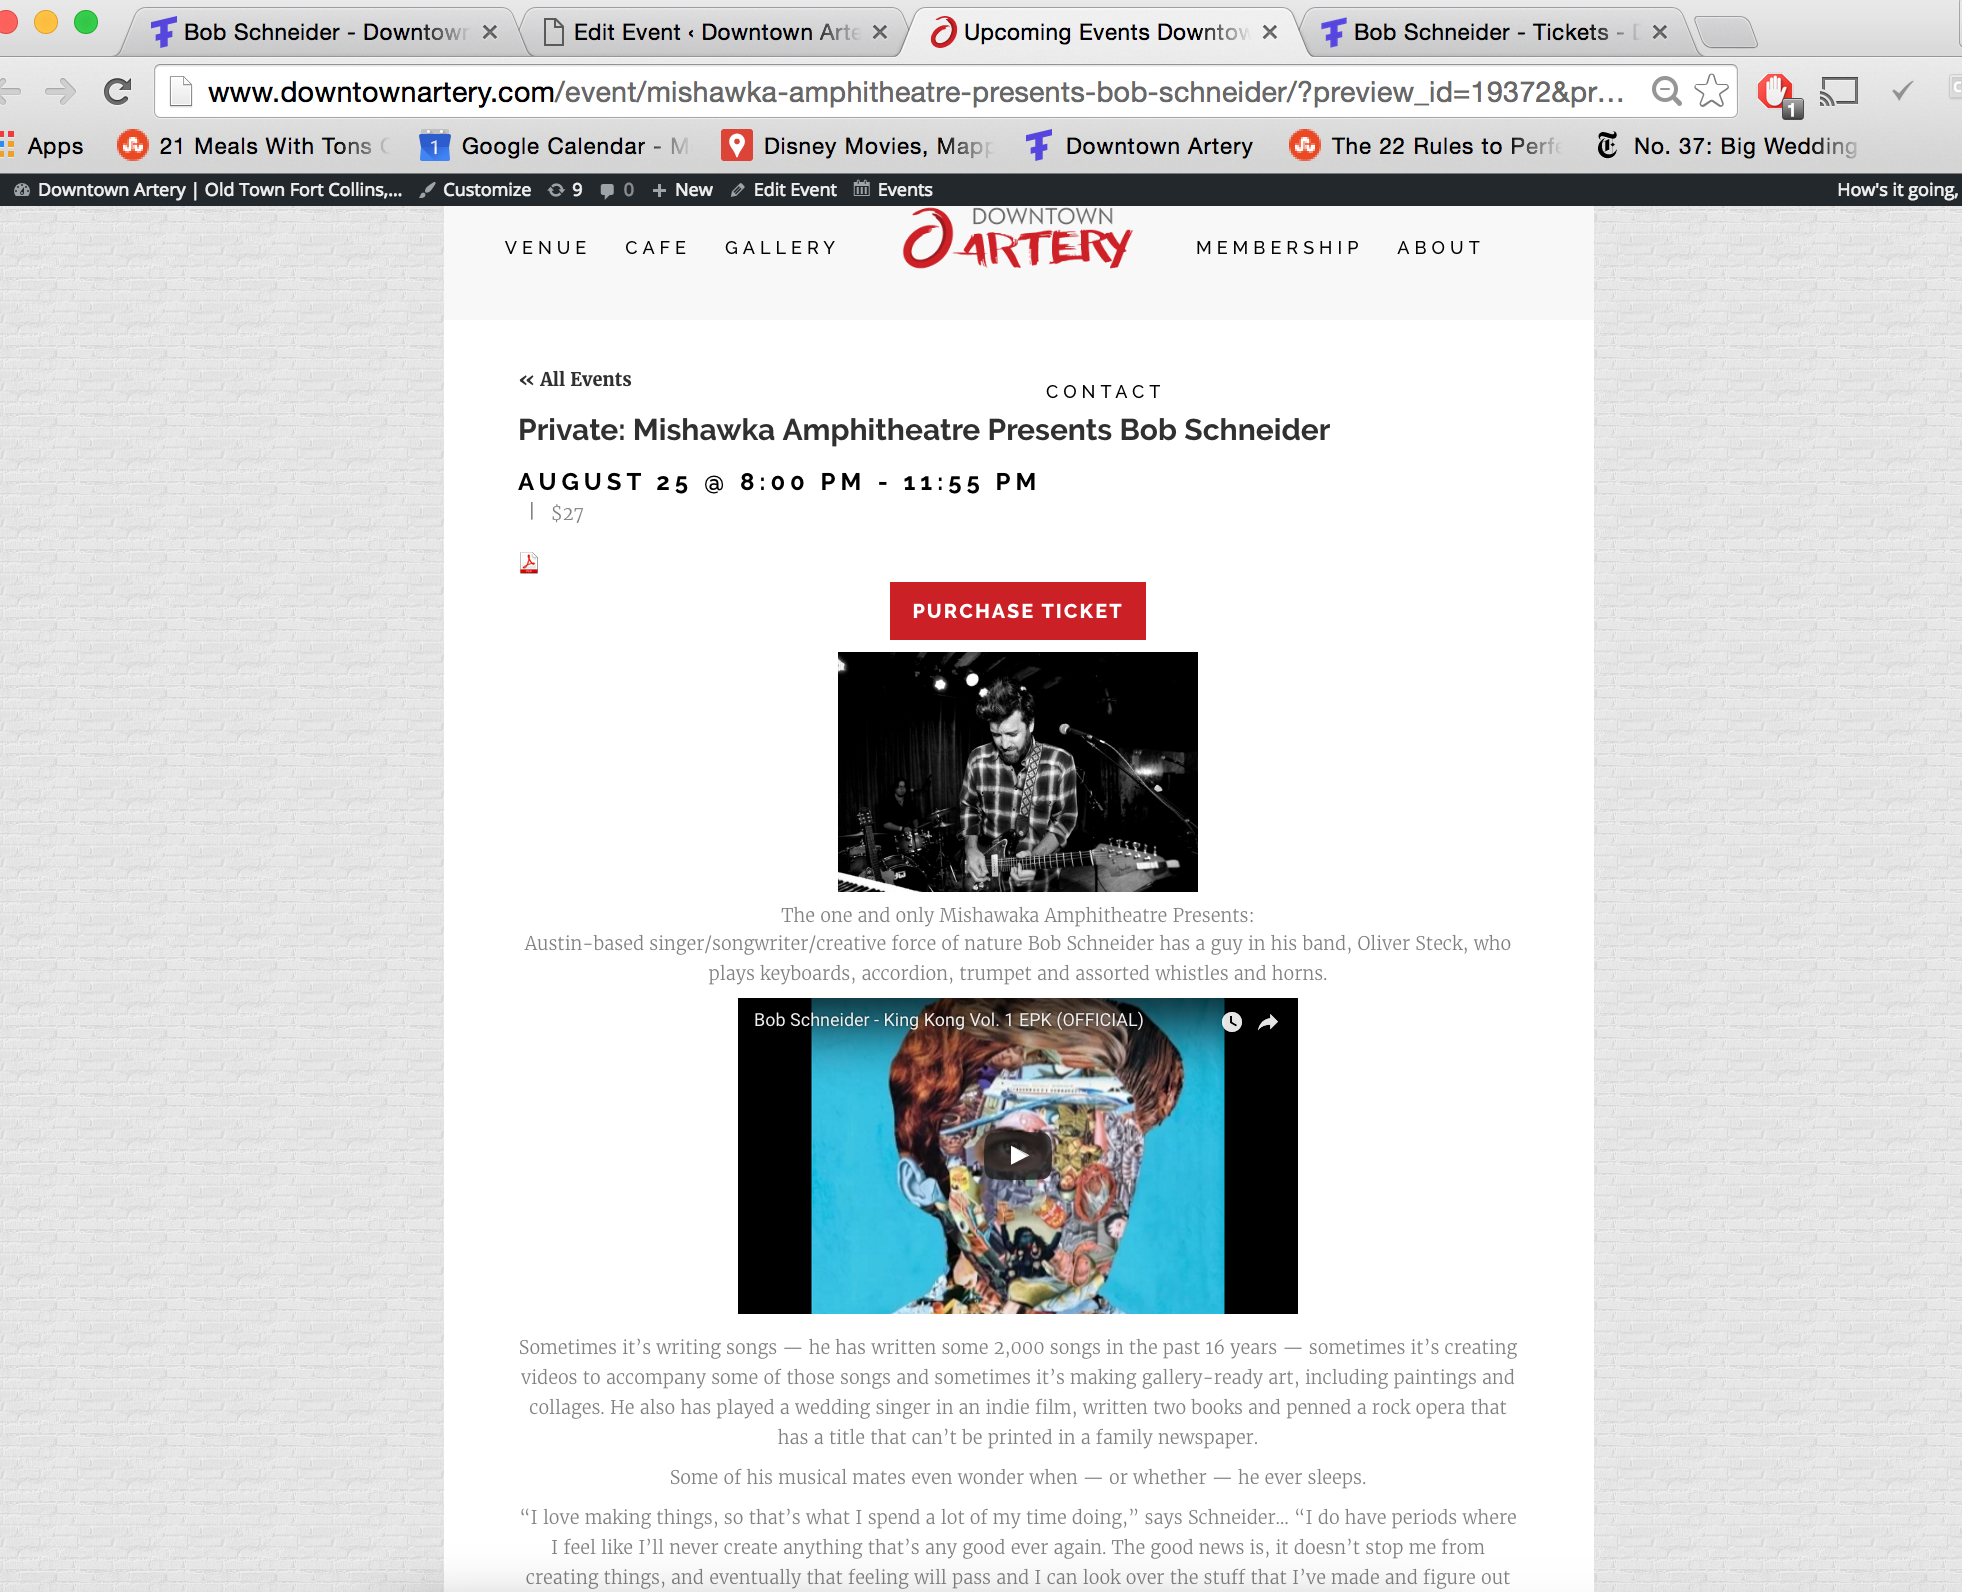 Bob Schneider - Downtown
Edit Event ‹ Downtown Arte
Upcoming Events Downtow
Bob Schneider - Tickets - D
www.downtownartery.com/event/mishawka-amphitheatre-presents-bob-schneider/?preview_id=19372&pr...
1
Apps
21 Meals With Tons
1
Google Calendar - M
Disney Movies, Mapp
Downtown Artery
The 22 Rules to Perfe
No. 37: Big Wedding
Downtown Artery | Old Town Fort Collins,...
Customize
9
0
New
Edit Event
Events
How's it going,
VENUE
CAFE
GALLERY
DOWNTOWN
ARTERY
MEMBERSHIP
ABOUT
« All Events
CONTACT
Private: Mishawka Amphitheatre Presents Bob Schneider
AUGUST 25 @ 8:00 PM - 11:55 PM
| $27
PURCHASE TICKET
The one and only Mishawaka Amphitheatre Presents:
Austin-based singer/songwriter/creative force of nature Bob Schneider has a guy in his band, Oliver Steck, who
plays keyboards, accordion, trumpet and assorted whistles and horns.
Bob Schneider - King Kong Vol. 1 EPK (OFFICIAL)
Sometimes it’s writing songs — he has written some 2,000 songs in the past 16 years — sometimes it’s creating
videos to accompany some of those songs and sometimes it’s making gallery-ready art, including paintings and
collages. He also has played a wedding singer in an indie film, written two books and penned a rock opera that
has a title that can’t be printed in a family newspaper.
Some of his musical mates even wonder when — or whether — he ever sleeps.
“I love making things, so that’s what I spend a lot of my time doing,” says Schneider… “I do have periods where
I feel like I’ll never create anything that’s any good ever again. The good news is, it doesn’t stop me from
creating things, and eventually that feeling will pass and I can look over the stuff that I’ve made and figure out